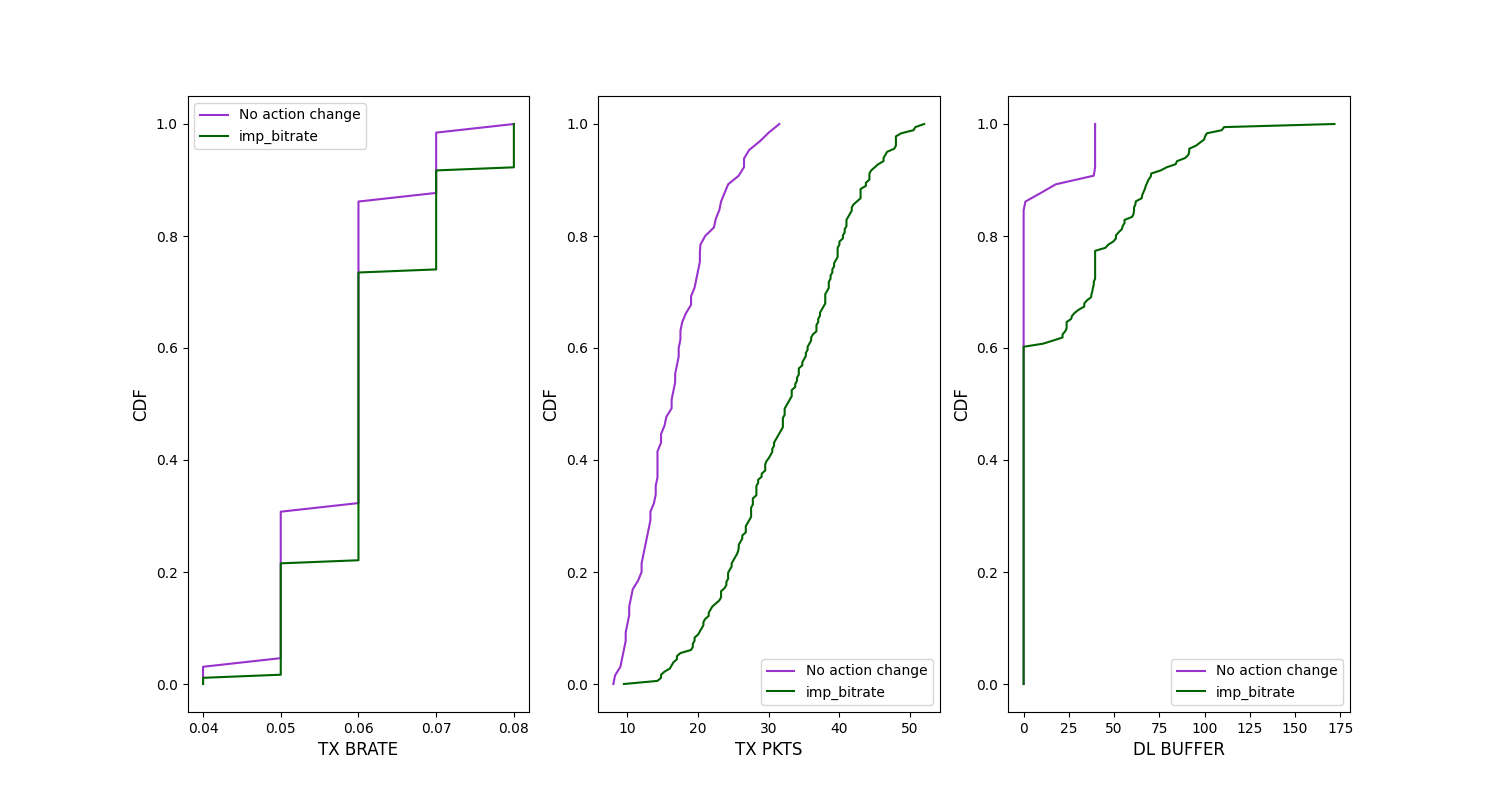 No action change
imp_bitrate
1.0
0.8
0.6
0.4
0.2
0.0
CDF
0.04 0.05 0.06 0.07 0.08
TX BRATE
1.0
0.8
0.6
0.4
0.2
0.0
CDF
No action change
imp_bitrate
10 20 30 40 50
TX PKTS
1.0
0.8
0.6
0.4
0.2
0.0
CDF
No action change
imp_bitrate
0 25 50 75 100 125 150 175
DL BUFFER